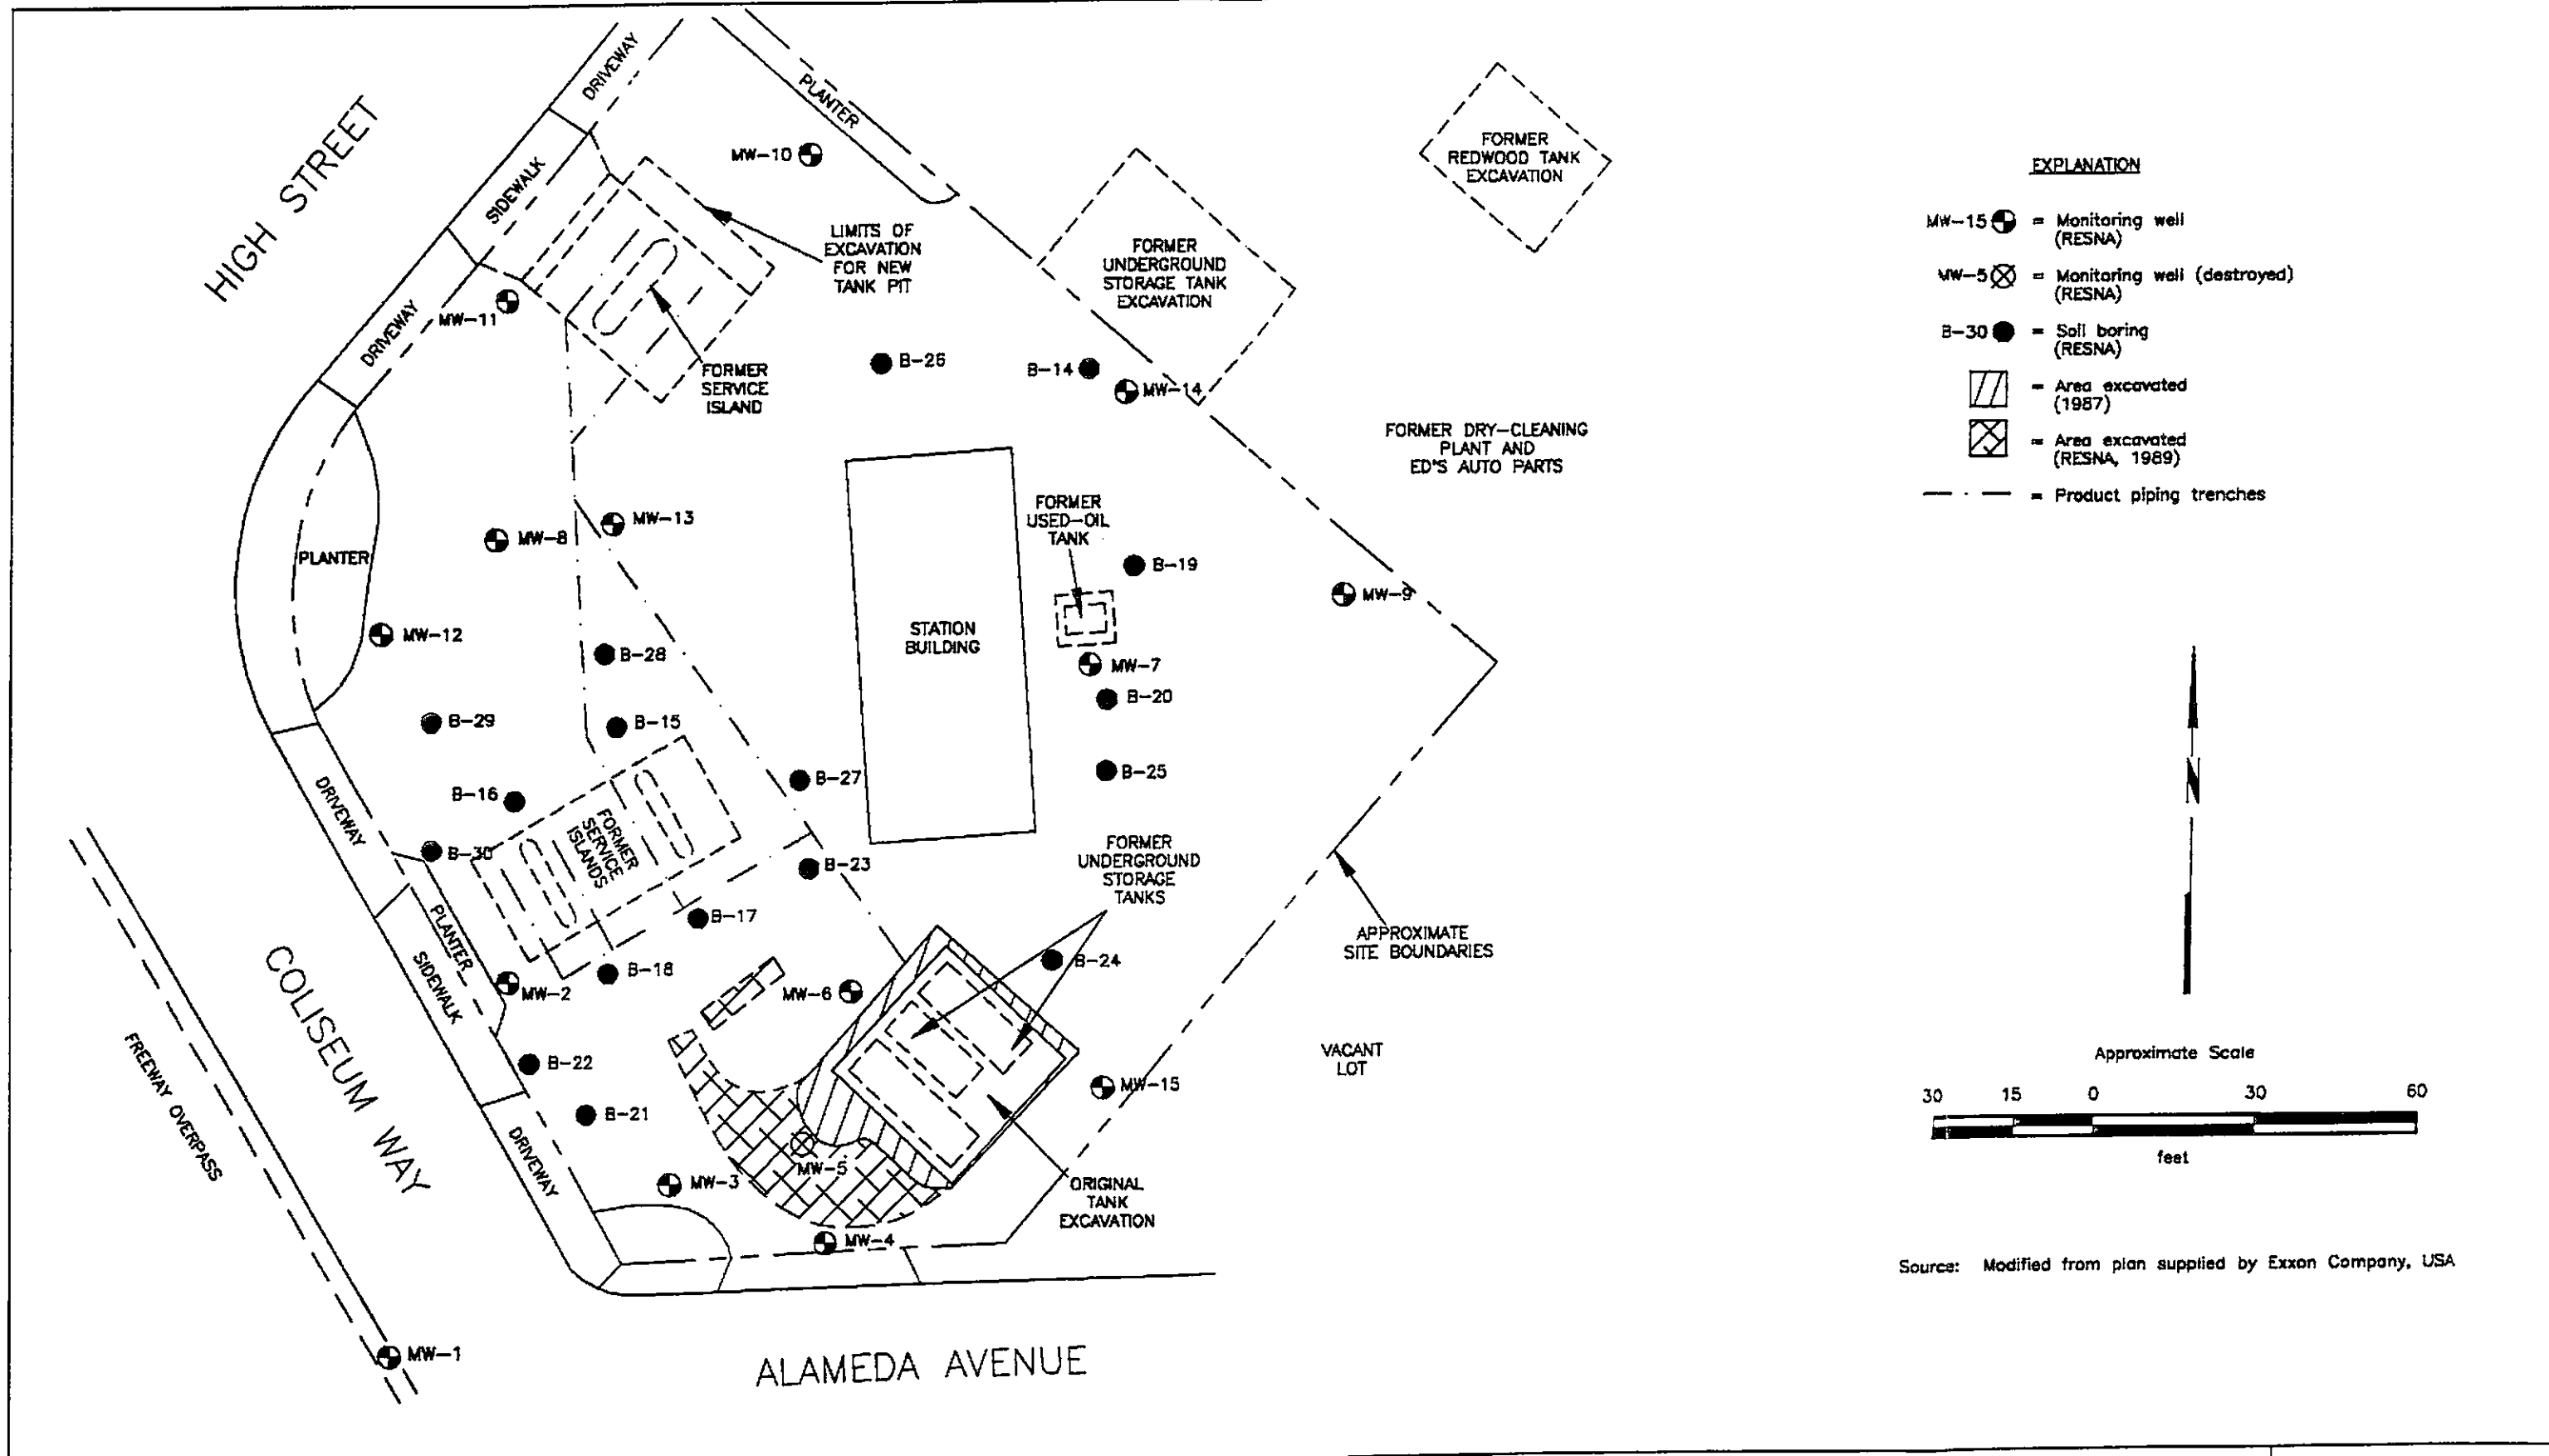 DRIVEWAY
PLANTER
HIGH STREET
SIDEWALK
MW-10
FORMER
REDWOOD TANK
EXCAVATION
LIMITS OF
EXCAVATION
FOR NEW
TANK PIT
FORMER
UNDERGROUND
STORAGE TANK
EXCAVATION
MW-11
DRIVEWAY
FORMER
SERVICE
ISLAND
B-26
B-14
MW-14
FORMER DRY-CLEANING
PLANT AND
ED'S AUTO PARTS
FORMER
USED-OIL
TANK
MW-13
MW-8
PLANTER
B-19
MW-9
MW-12
STATION
BUILDING
B-28
MW-7
B-20
B-29
B-15
B-25
B-27
B-16
DRIVEWAY
FORMER
SERVICE
ISLANDS
B-30
B-23
FORMER
UNDERGROUND
STORAGE
TANKS
B-17
PLANTER
SIDEWALK
APPROXIMATE
SITE BOUNDARIES
B-24
B-18
MW-2
MW-6
COLISEUM WAY
FREEWAY OVERPASS
VACANT
LOT
B-22
MW-15
B-21
DRIVEWAY
MW-5
MW-3
ORIGINAL
TANK
EXCAVATION
MW-4
MW-1
ALAMEDA AVENUE
EXPLANATION
MW-15 = Monitoring well
(RESNA)
MW-5 = Monitoring well (destroyed)
(RESNA)
B-30 = Soil boring
(RESNA)
= Area excavated
(1987)
= Area excavated
(RESNA, 1989)
= Product piping trenches
N
Approximate Scale
30 15 0 30 60
feet
Source: Modified from plan supplied by Exxon Company, USA